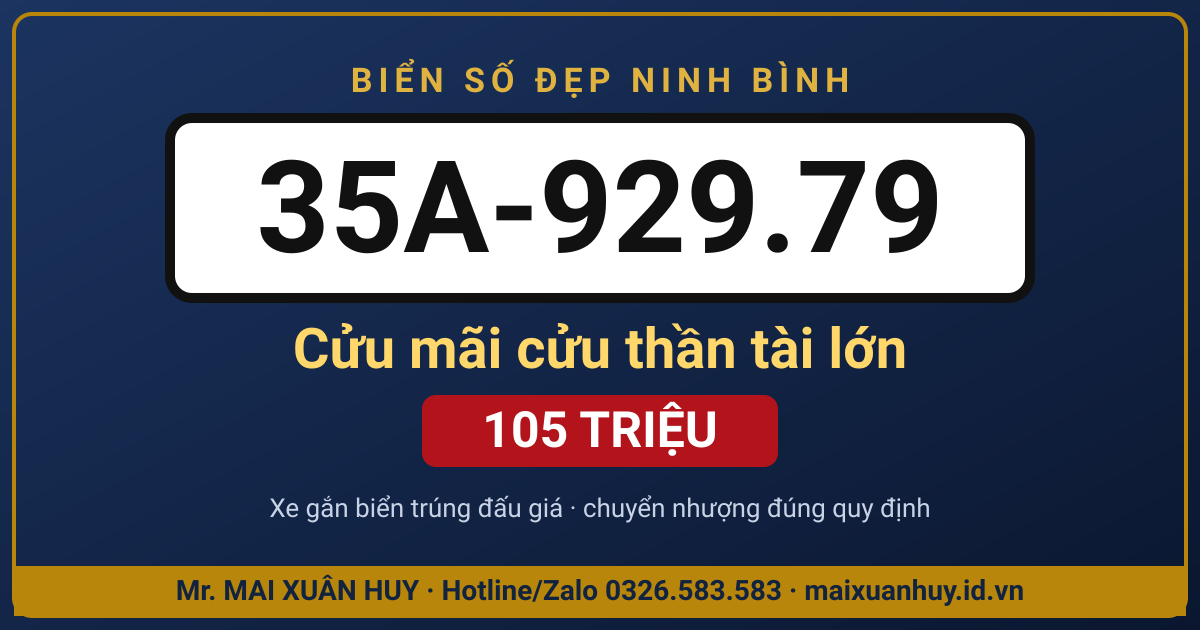 BIỂN SỐ ĐẸP NINH BÌNH
35A-929.79
Cửu mãi cửu thần tài lớn
105 TRIỆU
Xe gắn biển trúng đấu giá · chuyển nhượng đúng quy định
Mr. MAI XUÂN HUY · Hotline/Zalo 0326.583.583 · maixuanhuy.id.vn